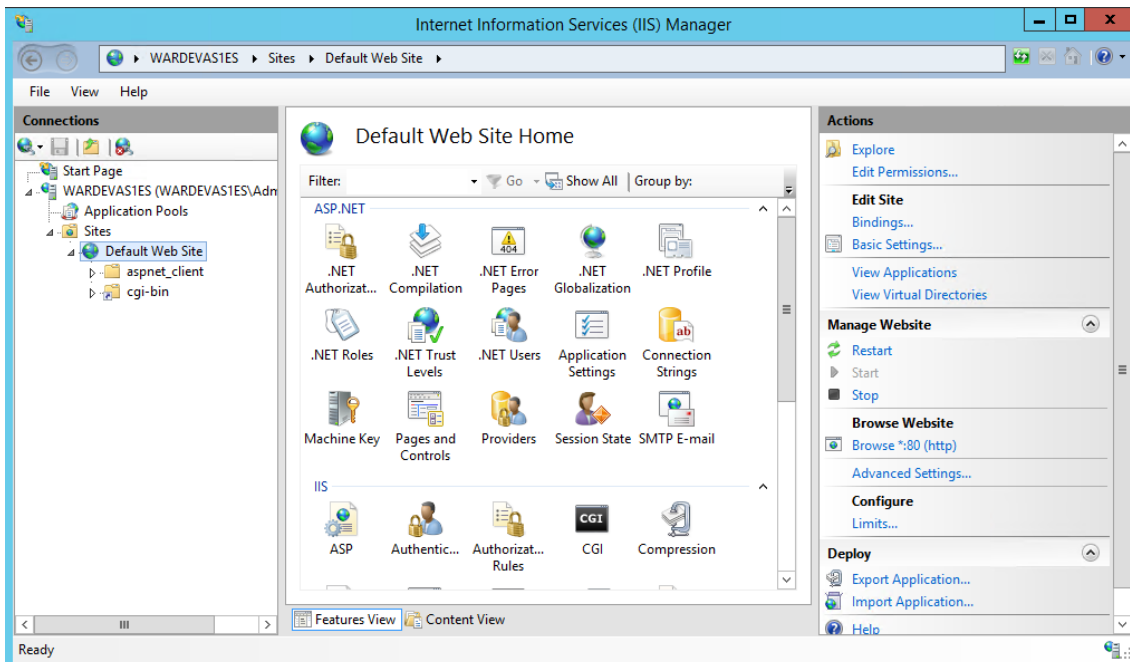 Internet Information Services (IIS) Manager
WARDEVAS1ES Sites Default Web Site
File View Help
Connections
Start Page
WARDEVAS1ES (WARDEVAS1ES\Adm
Application Pools
Sites
Default Web Site
aspnet_client
cgi-bin
Default Web Site Home
Filter: Go Show All Group by:
ASP.NET
.NET Authorizat...
.NET Compilation
.NET Error Pages
.NET Globalization
.NET Profile
.NET Roles
.NET Trust Levels
.NET Users
Application Settings
Connection Strings
Machine Key
Pages and Controls
Providers
Session State
SMTP E-mail
IIS
ASP
Authentic...
Authorizat... Rules
CGI
Compression
Features View
Content View
Actions
Explore
Edit Permissions...
Edit Site
Bindings...
Basic Settings...
View Applications
View Virtual Directories
Manage Website
Restart
Start
Stop
Browse Website
Browse *:80 (http)
Advanced Settings...
Configure
Limits...
Deploy
Export Application...
Import Application...
Help
Ready